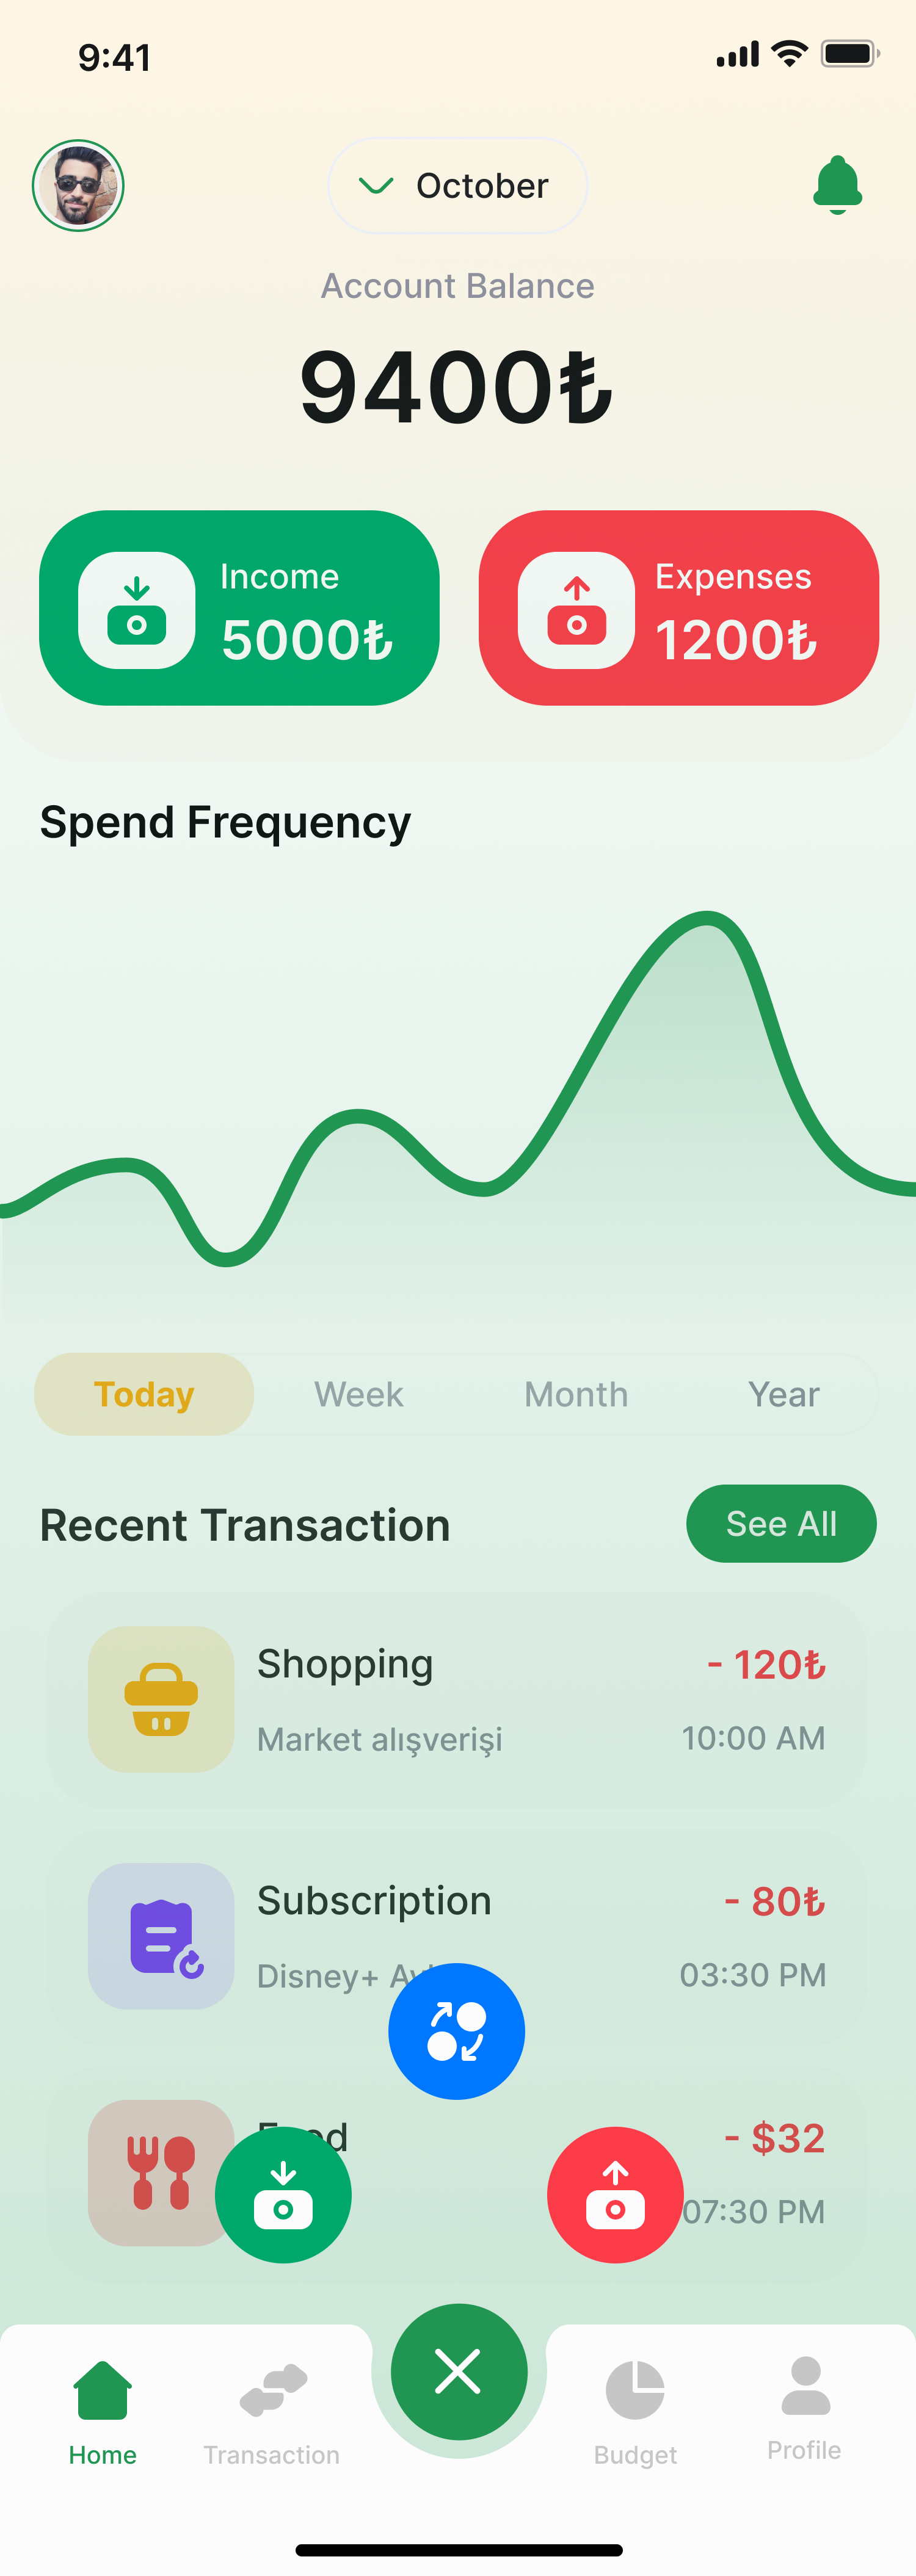 9:41
October
Account Balance
9400₺
Income
5000₺
Expenses
1200₺
Spend Frequency
Today Week Month Year
Recent Transaction
See All
Shopping
- 120₺
Market alışverişi
10:00 AM
Subscription
- 80₺
Disney+
03:30 PM
- $32
07:30 PM
Home Transaction Budget Profile